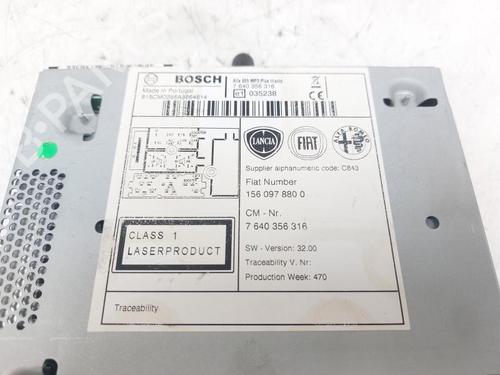 BOSCH
Made in Portugal
7 640 356 316
e1 035238
LANCIA
FIAT
Supplier alphanumeric code: C843
Fiat Number
156 097 880 0
CM - Nr.
7 640 356 316
SW - Version: 32.00
Traceability V. Nr:
Production Week: 470
CLASS 1
LASERPRODUCT
Traceability
B-PARTS